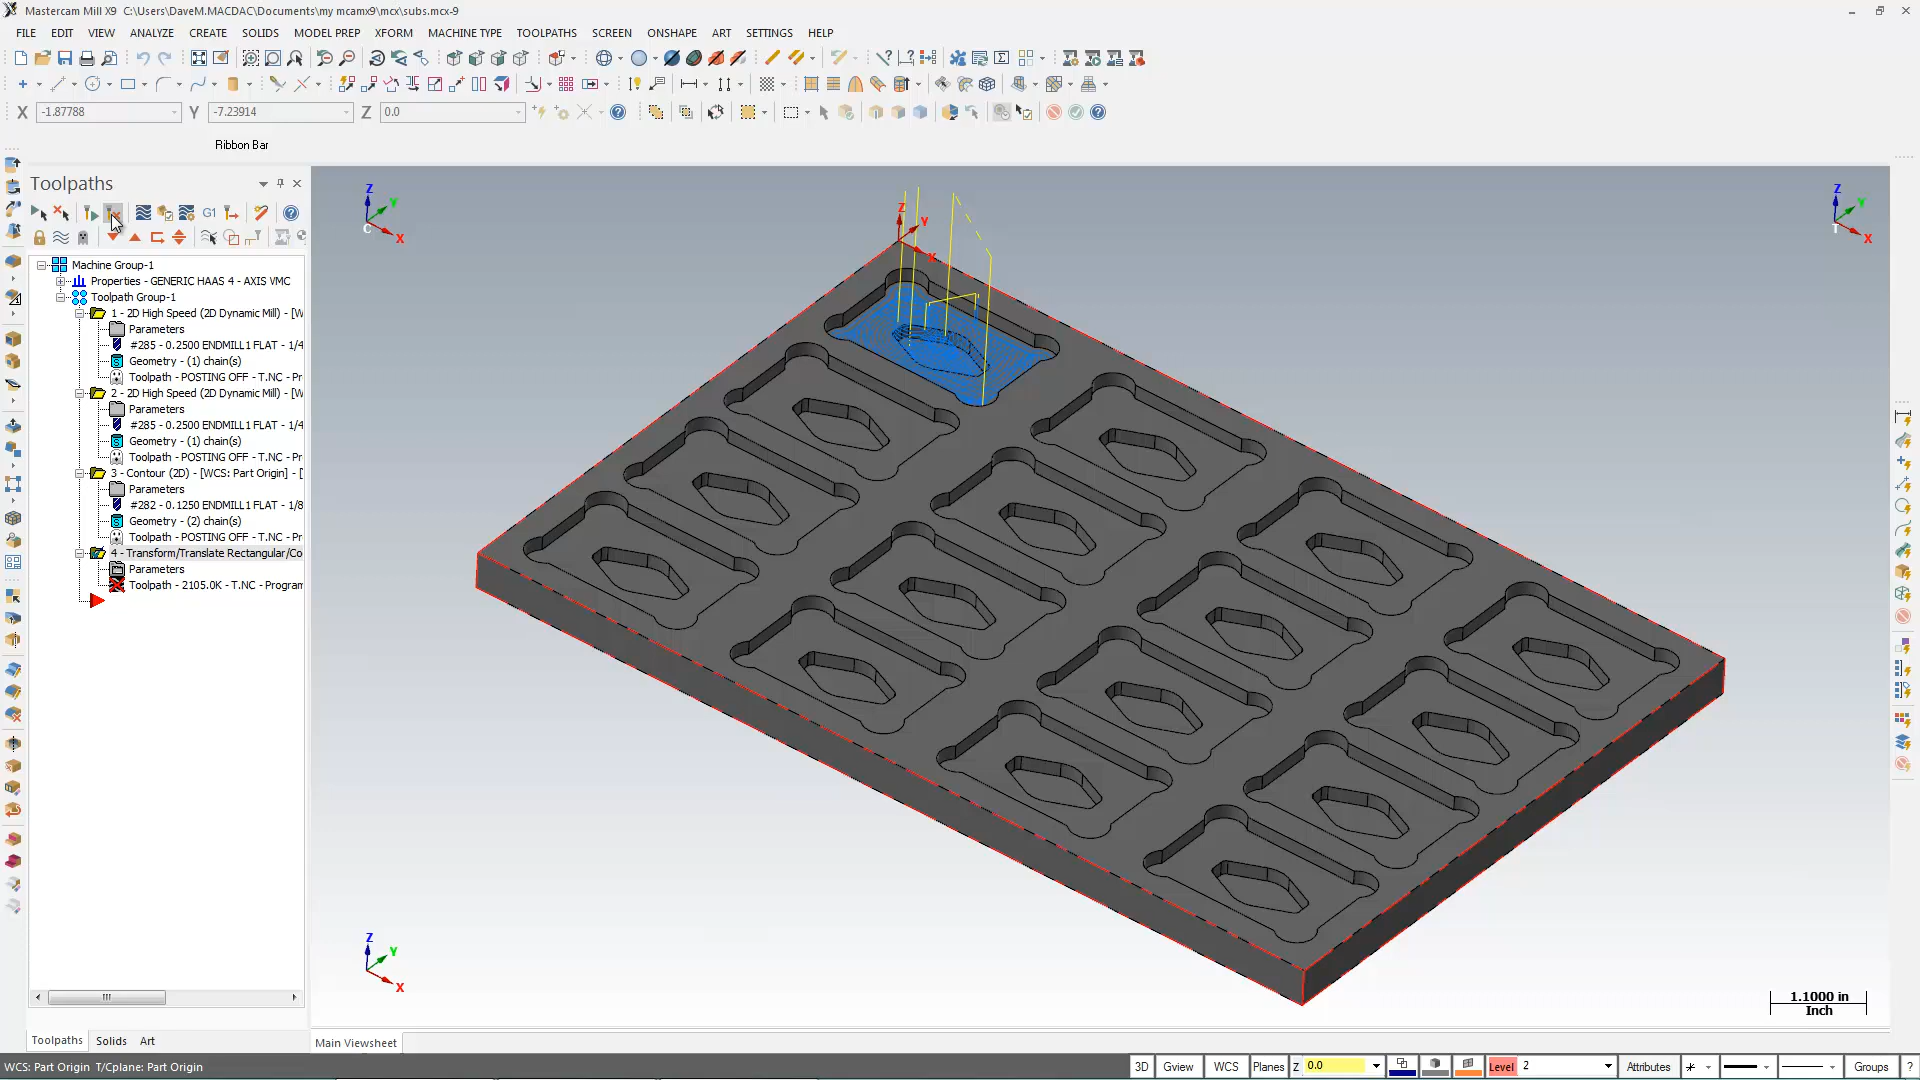 Mastercam Mill X9 C:\Users\DaveM.MACDAC\Documents\my mcamx9\mcx\subs.mcx-9
FILE EDIT VIEW ANALYZE CREATE SOLIDS MODEL PREP XFORM MACHINE TYPE TOOLPATHS SCREEN ONSHAPE ART SETTINGS HELP
X -1.87788 Y -7.23914 Z 0.0
Ribbon Bar
Toolpaths
G1
Machine Group-1
Properties - GENERIC HAAS 4 - AXIS VMC
Toolpath Group-1
1 - 2D High Speed (2D Dynamic Mill) - [W
Parameters
#285 - 0.2500 ENDMILL1 FLAT - 1/4
Geometry - (1) chain(s)
Toolpath - POSTING OFF - T.NC - Pr
2 - 2D High Speed (2D Dynamic Mill) - [W
Parameters
#285 - 0.2500 ENDMILL1 FLAT - 1/4
Geometry - (1) chain(s)
Toolpath - POSTING OFF - T.NC - Pr
3 - Contour (2D) - [WCS: Part Origin] - [
Parameters
#282 - 0.1250 ENDMILL1 FLAT - 1/8
Geometry - (2) chain(s)
Toolpath - POSTING OFF - T.NC - Pr
4 - Transform/Translate Rectangular/Co
Parameters
Toolpath - 2105.0K - T.NC - Program
Z Y X C
Z Y X
Z Y X T
Z Y X
1.1000 in
Inch
Toolpaths Solids Art
Main Viewsheet
WCS: Part Origin T/Cplane: Part Origin
3D Gview WCS Planes Z 0.0 Level 2 Attributes Groups ?